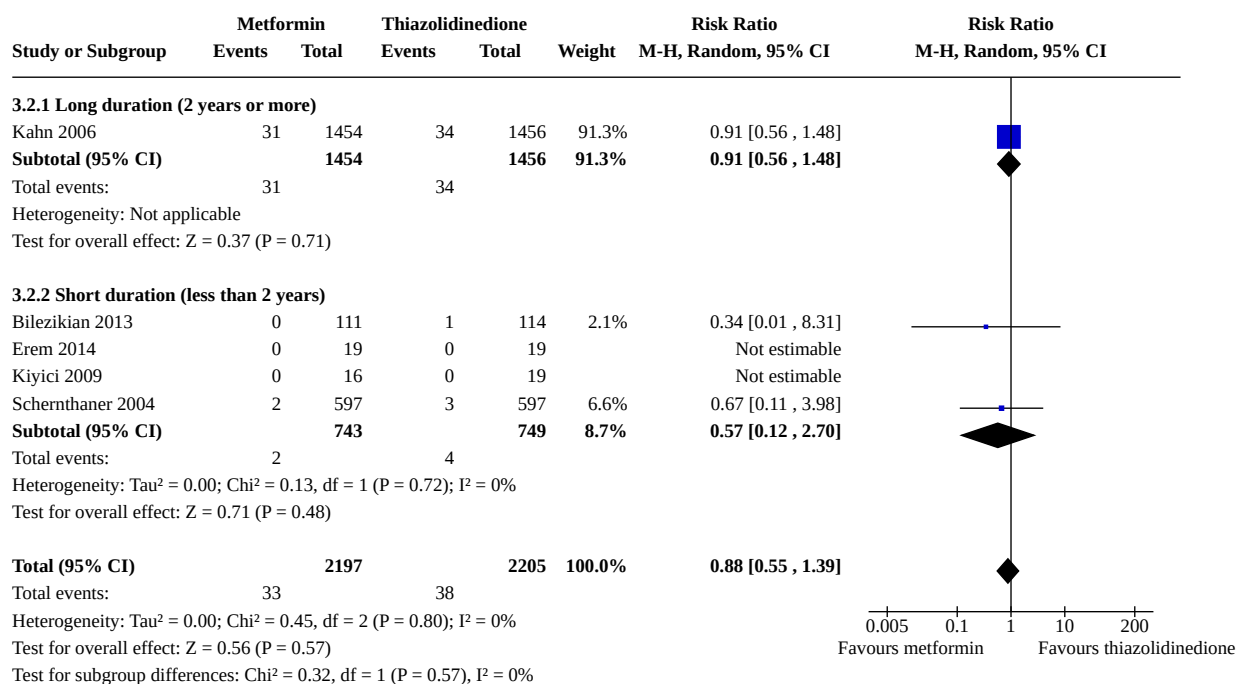 Metformin Thiazolidinedione Risk Ratio Risk Ratio
Study or Subgroup Events Total Events Total Weight M-H, Random, 95% CI M-H, Random, 95% CI
3.2.1 Long duration (2 years or more)
Kahn 2006 31 1454 34 1456 91.3% 0.91 [0.56 , 1.48]
Subtotal (95% CI) 1454 1456 91.3% 0.91 [0.56 , 1.48]
Total events: 31 34
Heterogeneity: Not applicable
Test for overall effect: Z = 0.37 (P = 0.71)
3.2.2 Short duration (less than 2 years)
Bilezikian 2013 0 111 1 114 2.1% 0.34 [0.01 , 8.31]
Erem 2014 0 19 0 19 Not estimable
Kiyici 2009 0 16 0 19 Not estimable
Schernthaner 2004 2 597 3 597 6.6% 0.67 [0.11 , 3.98]
Subtotal (95% CI) 743 749 8.7% 0.57 [0.12 , 2.70]
Total events: 2 4
Heterogeneity: Tau² = 0.00; Chi² = 0.13, df = 1 (P = 0.72); I² = 0%
Test for overall effect: Z = 0.71 (P = 0.48)
Total (95% CI) 2197 2205 100.0% 0.88 [0.55 , 1.39]
Total events: 33 38
Heterogeneity: Tau² = 0.00; Chi² = 0.45, df = 2 (P = 0.80); I² = 0%
0.005 0.1 1 10 200
Test for overall effect: Z = 0.56 (P = 0.57)
Favours metformin Favours thiazolidinedione
Test for subgroup differences: Chi² = 0.32, df = 1 (P = 0.57), I² = 0%